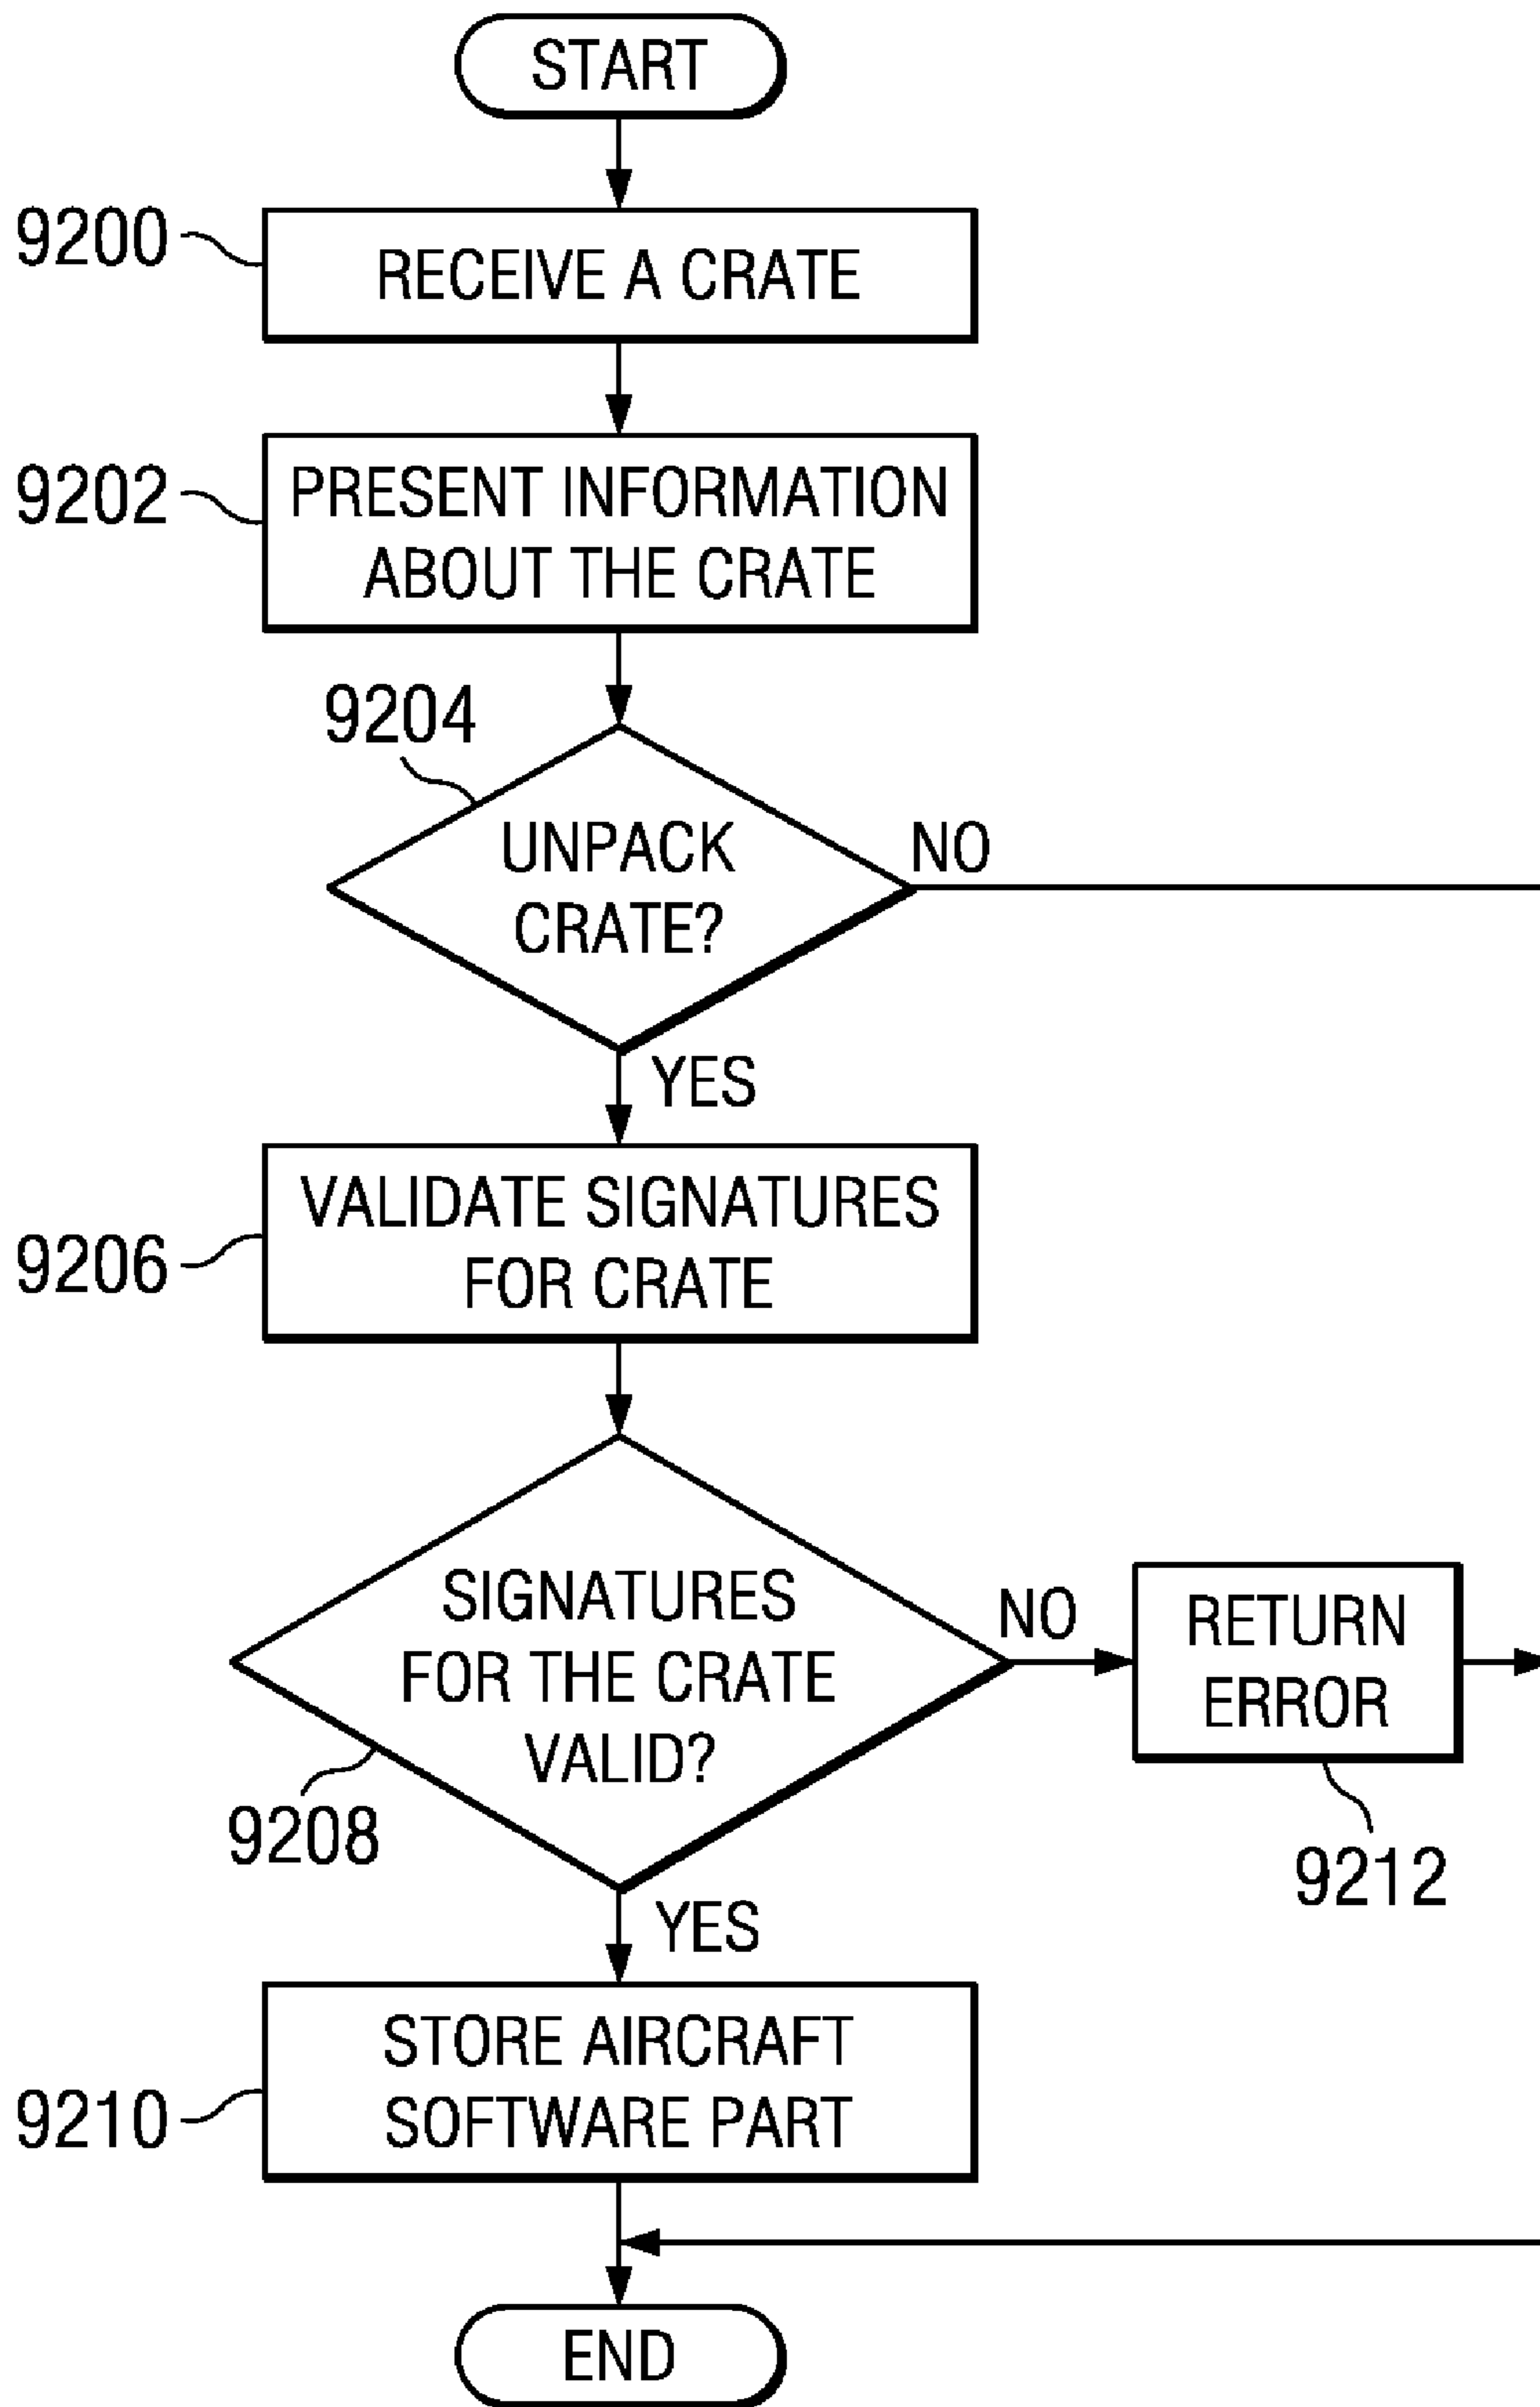 START
9200
RECEIVE A CRATE
9202
PRESENT INFORMATION
ABOUT THE CRATE
9204
UNPACK
CRATE?
NO
YES
9206
VALIDATE SIGNATURES
FOR CRATE
SIGNATURES
FOR THE CRATE
VALID?
9208
NO
RETURN
ERROR
9212
YES
9210
STORE AIRCRAFT
SOFTWARE PART
END